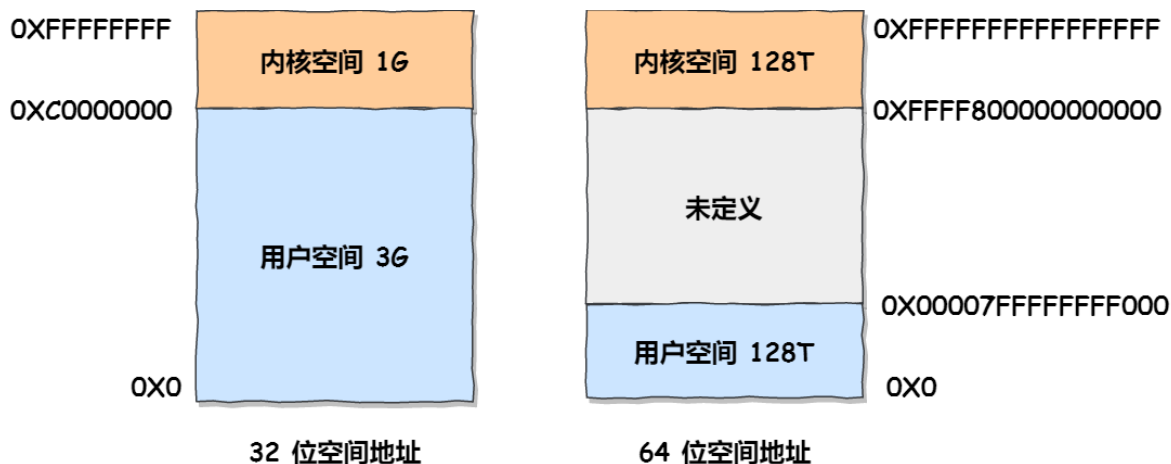 0XFFFFFFFF
内核空间 1G
0XC0000000
用户空间 3G
0X0
32 位空间地址
0XFFFFFFFFFFFFFFFF
内核空间 128T
0XFFFF800000000000
未定义
0X00007FFFFFFFF000
用户空间 128T
0X0
64 位空间地址